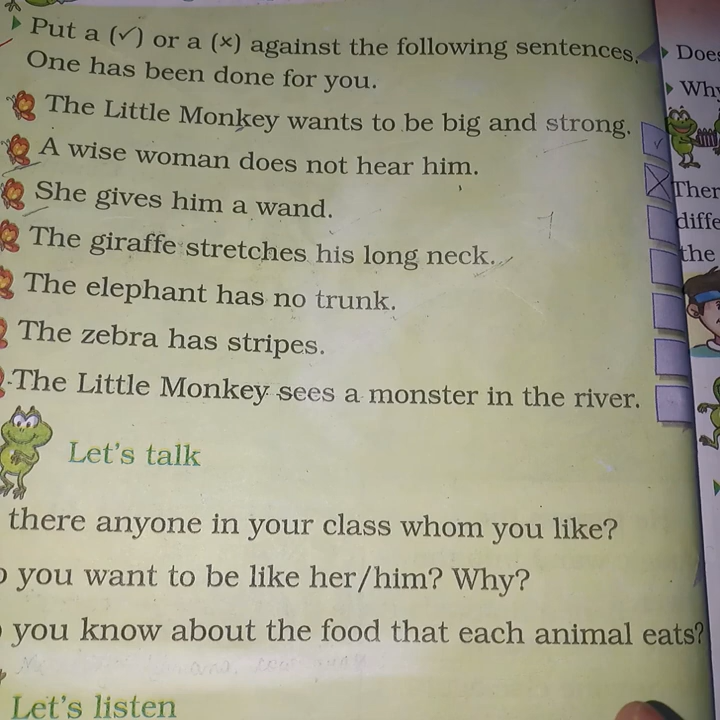 Put a (✓) or a (×) against the following sentences.
One has been done for you.
The Little Monkey wants to be big and strong.
A wise woman does not hear him.
She gives him a wand.
The giraffe stretches his long neck.
The elephant has no trunk.
The zebra has stripes.
The Little Monkey sees a monster in the river.
Let's talk
there anyone in your class whom you like?
you want to be like her/him? Why?
you know about the food that each animal eats?
Let's listen
Does
Why
Ther
diffe
the